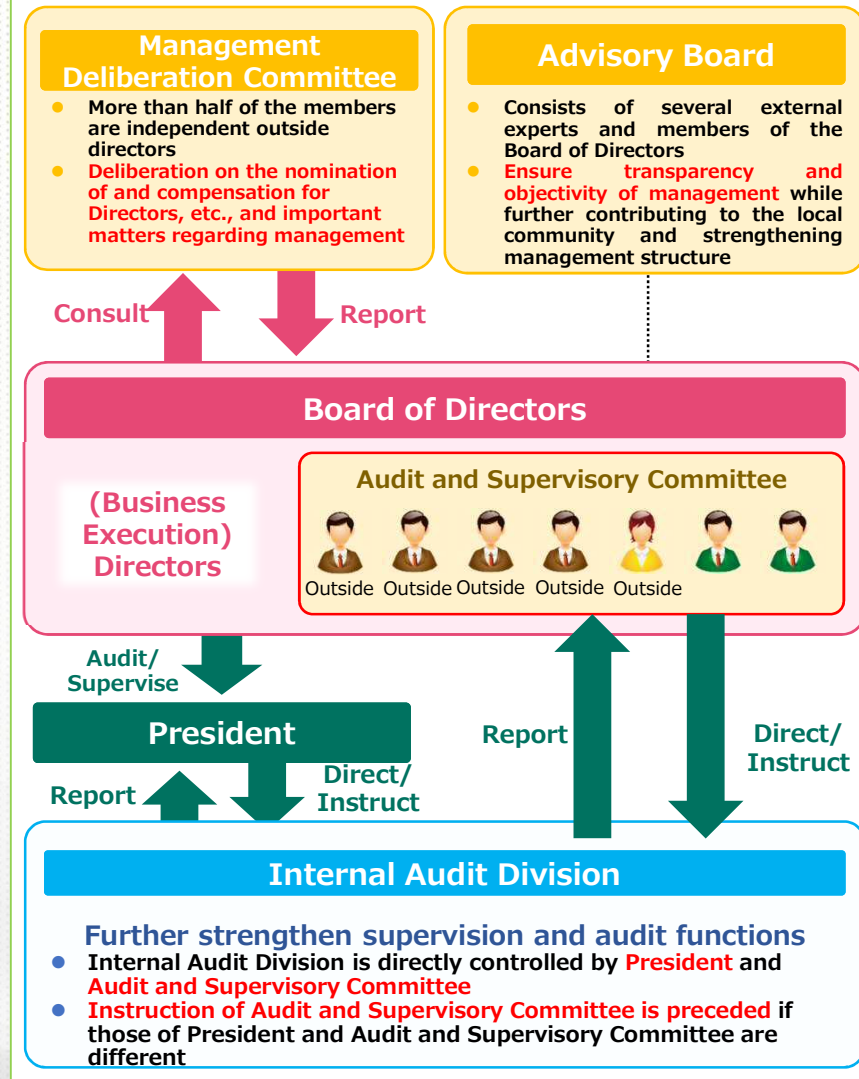 Management
Deliberation Committee
● More than half of the members
are independent outside
directors
● Deliberation on the nomination
of and compensation for
Directors, etc., and important
matters regarding management
Advisory Board
● Consists of several external
experts and members of the
Board of Directors
● Ensure transparency and
objectivity of management while
further contributing to the local
community and strengthening
management structure
Consult
Report
Board of Directors
(Business
Execution)
Directors
Audit and Supervisory Committee
Outside Outside Outside Outside Outside
Audit/
Supervise
President
Report
Direct/
Instruct
Report
Direct/
Instruct
Internal Audit Division
Further strengthen supervision and audit functions
● Internal Audit Division is directly controlled by President and
Audit and Supervisory Committee
● Instruction of Audit and Supervisory Committee is preceded if
those of President and Audit and Supervisory Committee are
different